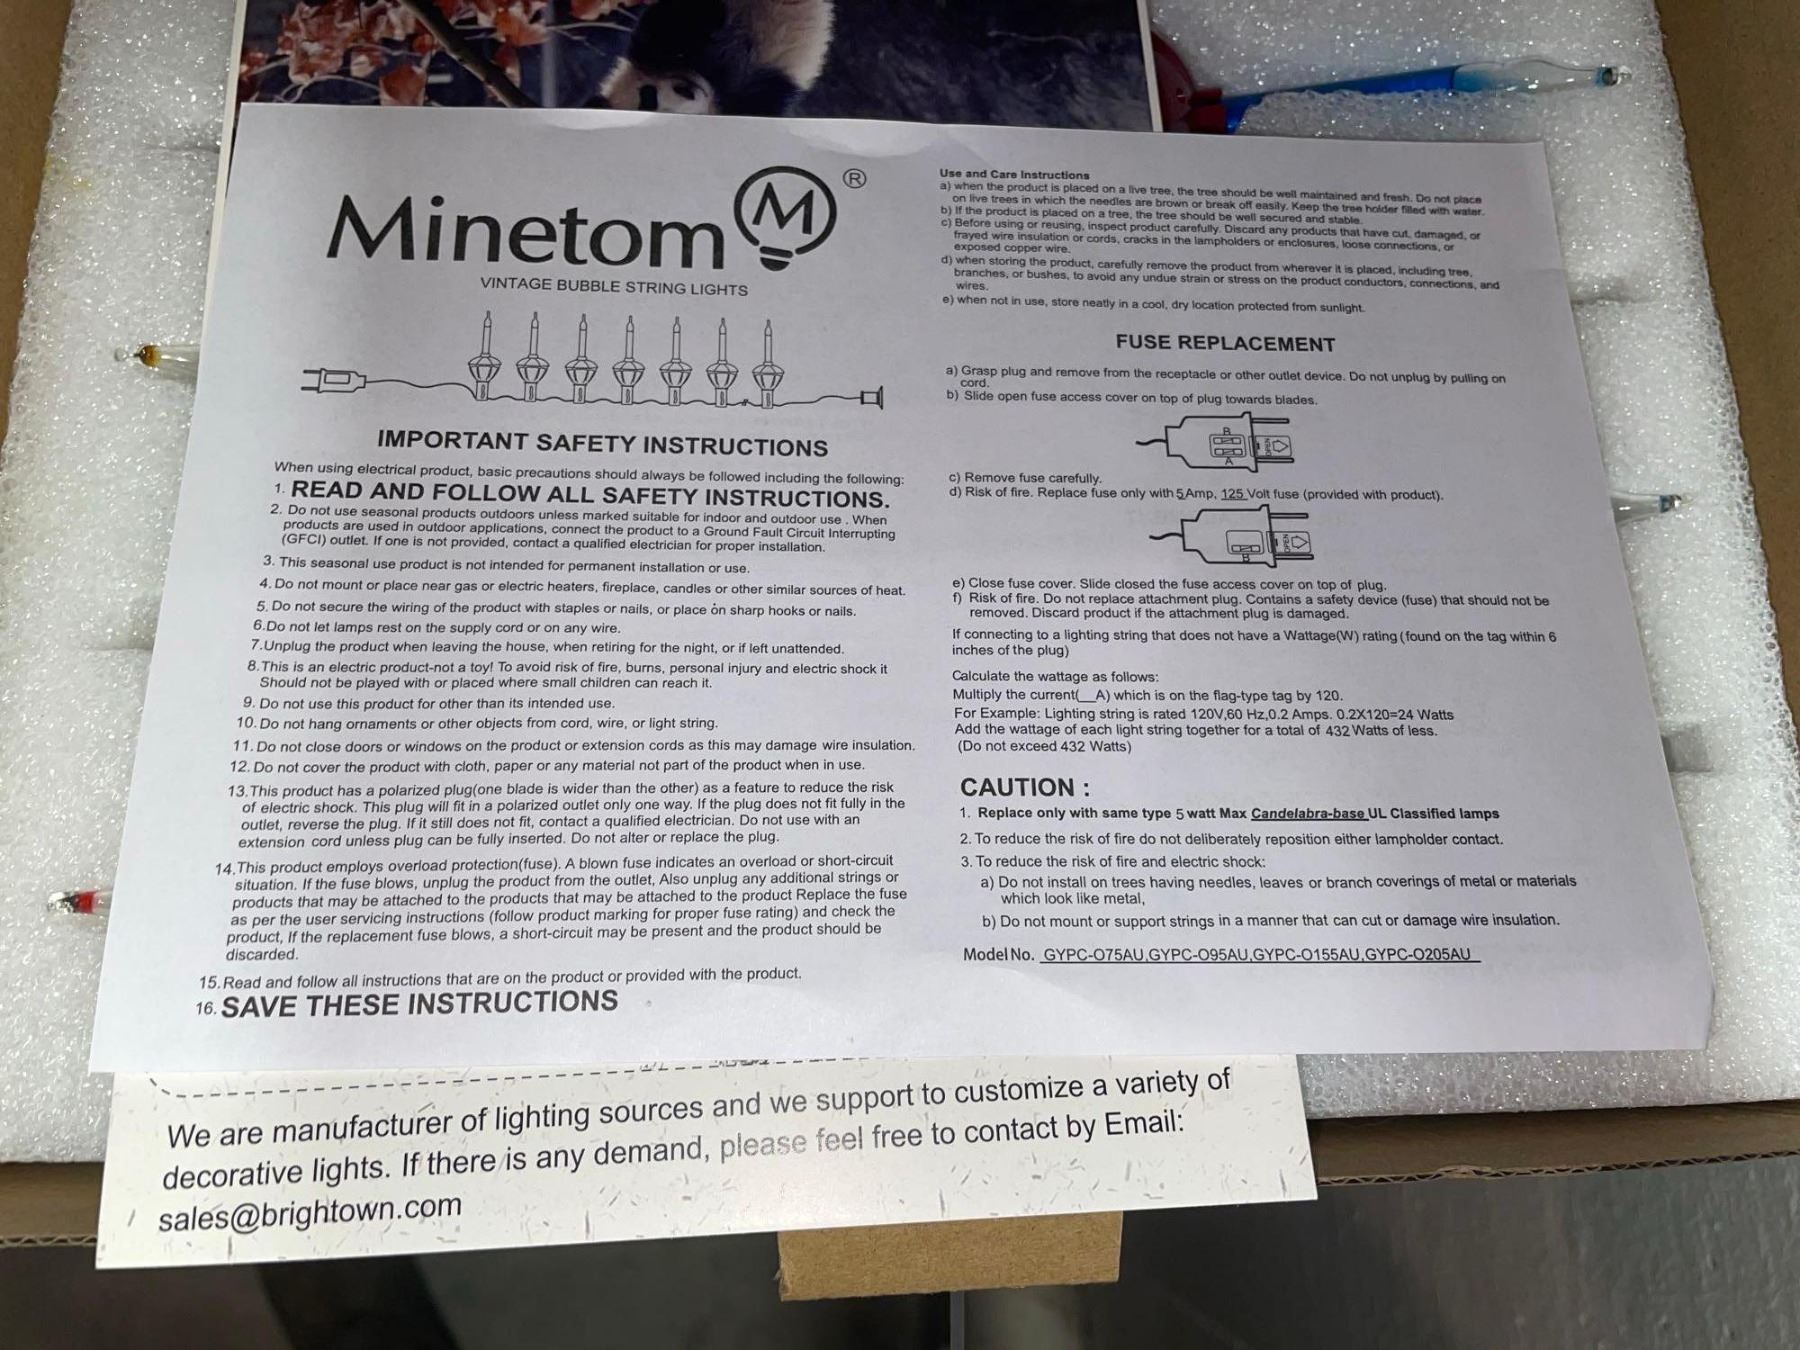 Minetom M ®
VINTAGE BUBBLE STRING LIGHTS
IMPORTANT SAFETY INSTRUCTIONS
When using electrical product, basic precautions should always be followed including the following:
1. READ AND FOLLOW ALL SAFETY INSTRUCTIONS.
2. Do not use seasonal products outdoors unless marked suitable for indoor and outdoor use . When
products are used in outdoor applications, connect the product to a Ground Fault Circuit Interrupting
(GFCI) outlet. If one is not provided, contact a qualified electrician for proper installation.
3. This seasonal use product is not intended for permanent installation or use.
4. Do not mount or place near gas or electric heaters, fireplace, candles or other similar sources of heat.
5. Do not secure the wiring of the product with staples or nails, or place on sharp hooks or nails.
6.Do not let lamps rest on the supply cord or on any wire.
7.Unplug the product when leaving the house, when retiring for the night, or if left unattended.
8.This is an electric product-not a toy! To avoid risk of fire, burns, personal injury and electric shock it
Should not be played with or placed where small children can reach it.
9. Do not use this product for other than its intended use.
10. Do not hang ornaments or other objects from cord, wire, or light string.
11. Do not close doors or windows on the product or extension cords as this may damage wire insulation.
12. Do not cover the product with cloth, paper or any material not part of the product when in use.
13.This product has a polarized plug(one blade is wider than the other) as a feature to reduce the risk
of electric shock. This plug will fit in a polarized outlet only one way. If the plug does not fit fully in the
outlet, reverse the plug. If it still does not fit, contact a qualified electrician. Do not use with an
extension cord unless plug can be fully inserted. Do not alter or replace the plug.
14.This product employs overload protection(fuse). A blown fuse indicates an overload or short-circuit
situation. If the fuse blows, unplug the product from the outlet, Also unplug any additional strings or
products that may be attached to the products that may be attached to the product Replace the fuse
as per the user servicing instructions (follow product marking for proper fuse rating) and check the
product, If the replacement fuse blows, a short-circuit may be present and the product should be
discarded.
15. Read and follow all instructions that are on the product or provided with the product.
16. SAVE THESE INSTRUCTIONS
Use and Care Instructions
a) when the product is placed on a live tree, the tree should be well maintained and fresh. Do not place
on live trees in which the needles are brown or break off easily. Keep the tree holder filled with water.
b) If the product is placed on a tree, the tree should be well secured and stable.
c) Before using or reusing, inspect product carefully. Discard any products that have cut, damaged, or
frayed wire insulation or cords, cracks in the lampholders or enclosures, loose connections, or
exposed copper wire.
d) when storing the product, carefully remove the product from wherever it is placed, including tree,
branches, or bushes, to avoid any undue strain or stress on the product conductors, connections, and
wires.
e) when not in use, store neatly in a cool, dry location protected from sunlight.
FUSE REPLACEMENT
a) Grasp plug and remove from the receptacle or other outlet device. Do not unplug by pulling on
cord.
b) Slide open fuse access cover on top of plug towards blades.
B
A
OPEN
c) Remove fuse carefully.
d) Risk of fire. Replace fuse only with 5 Amp, 125 Volt fuse (provided with product).
B
OPEN
e) Close fuse cover. Slide closed the fuse access cover on top of plug.
f) Risk of fire. Do not replace attachment plug. Contains a safety device (fuse) that should not be
removed. Discard product if the attachment plug is damaged.
If connecting to a lighting string that does not have a Wattage(W) rating (found on the tag within 6
inches of the plug)
Calculate the wattage as follows:
Multiply the current(__A) which is on the flag-type tag by 120.
For Example: Lighting string is rated 120V,60 Hz,0.2 Amps. 0.2X120=24 Watts
Add the wattage of each light string together for a total of 432 Watts of less.
(Do not exceed 432 Watts)
CAUTION :
1. Replace only with same type 5 watt Max Candelabra-base UL Classified lamps
2. To reduce the risk of fire do not deliberately reposition either lampholder contact.
3. To reduce the risk of fire and electric shock:
a) Do not install on trees having needles, leaves or branch coverings of metal or materials
which look like metal,
b) Do not mount or support strings in a manner that can cut or damage wire insulation.
Model No. GYPC-O75AU,GYPC-O95AU,GYPC-O155AU,GYPC-O205AU
We are manufacturer of lighting sources and we support to customize a variety of
decorative lights. If there is any demand, please feel free to contact by Email:
sales@brightown.com